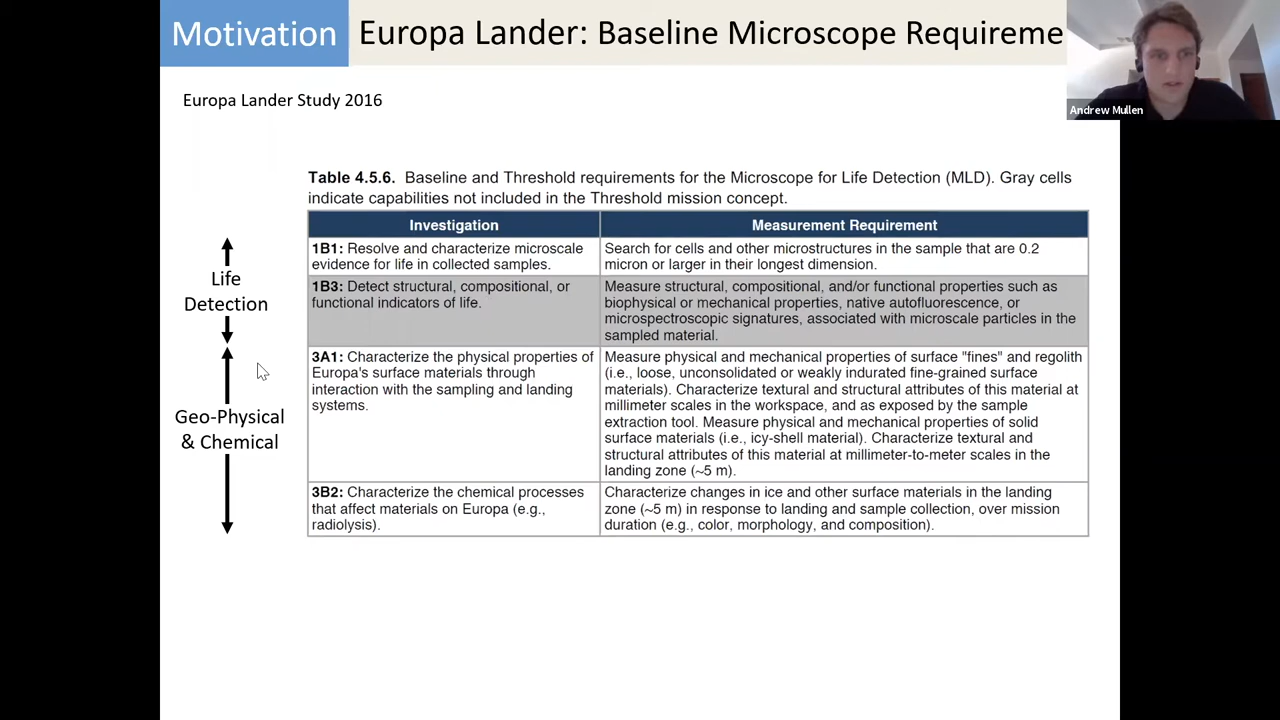 Motivation
Europa Lander: Baseline Microscope Requireme
Andrew Mullen
Europa Lander Study 2016
Table 4.5.6. Baseline and Threshold requirements for the Microscope for Life Detection (MLD). Gray cells
indicate capabilities not included in the Threshold mission concept.
Investigation
Measurement Requirement
Life
Detection
1B1: Resolve and characterize microscale
evidence for life in collected samples.
Search for cells and other microstructures in the sample that are 0.2
micron or larger in their longest dimension.
1B3: Detect structural, compositional, or
functional indicators of life.
Measure structural, compositional, and/or functional properties such as
biophysical or mechanical properties, native autofluorescence, or
microspectroscopic signatures, associated with microscale particles in the
sampled material.
Geo-Physical
& Chemical
3A1: Characterize the physical properties of
Europa's surface materials through
interaction with the sampling and landing
systems.
Measure physical and mechanical properties of surface "fines" and regolith
(i.e., loose, unconsolidated or weakly indurated fine-grained surface
materials). Characterize textural and structural attributes of this material at
millimeter scales in the workspace, and as exposed by the sample
extraction tool. Measure physical and mechanical properties of solid
surface materials (i.e., icy-shell material). Characterize textural and
structural attributes of this material at millimeter-to-meter scales in the
landing zone (~5 m).
3B2: Characterize the chemical processes
that affect materials on Europa (e.g.,
radiolysis).
Characterize changes in ice and other surface materials in the landing
zone (~5 m) in response to landing and sample collection, over mission
duration (e.g., color, morphology, and composition).